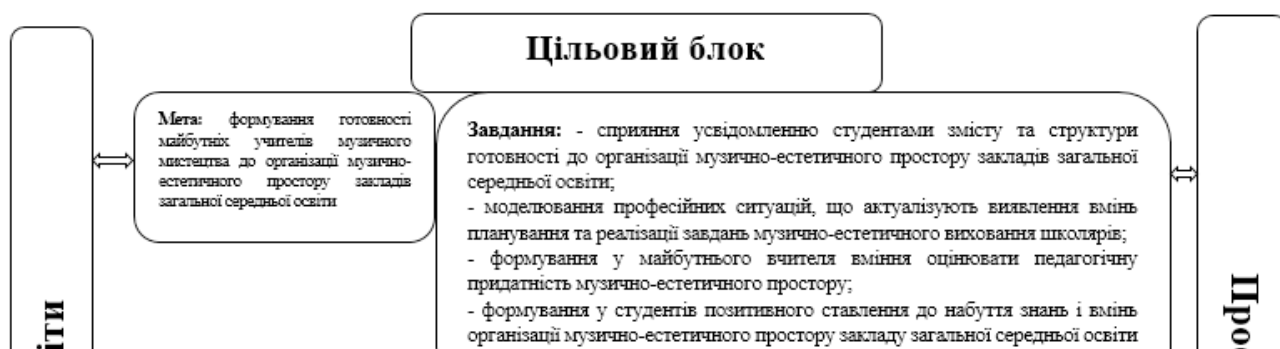 Цільовий блок
Мета: формування готовності
майбутніх учителів музичного
мистецтва до організації музично-
естетичного простору закладів
загальної середньої освіти
Завдання: - сприяння усвідомленню студентами змісту та структури
готовності до організації музично-естетичного простору закладів загальної
середньої освіти;
- моделювання професійних ситуацій, що актуалізують виявлення вмінь
планування та реалізації завдань музично-естетичного виховання школярів;
- формування у майбутнього вчителя вміння оцінювати педагогічну
придатність музично-естетичного простору;
- формування у студентів позитивного ставлення до набуття знань і вмінь
організації музично-естетичного простору закладу загальної середньої освіти